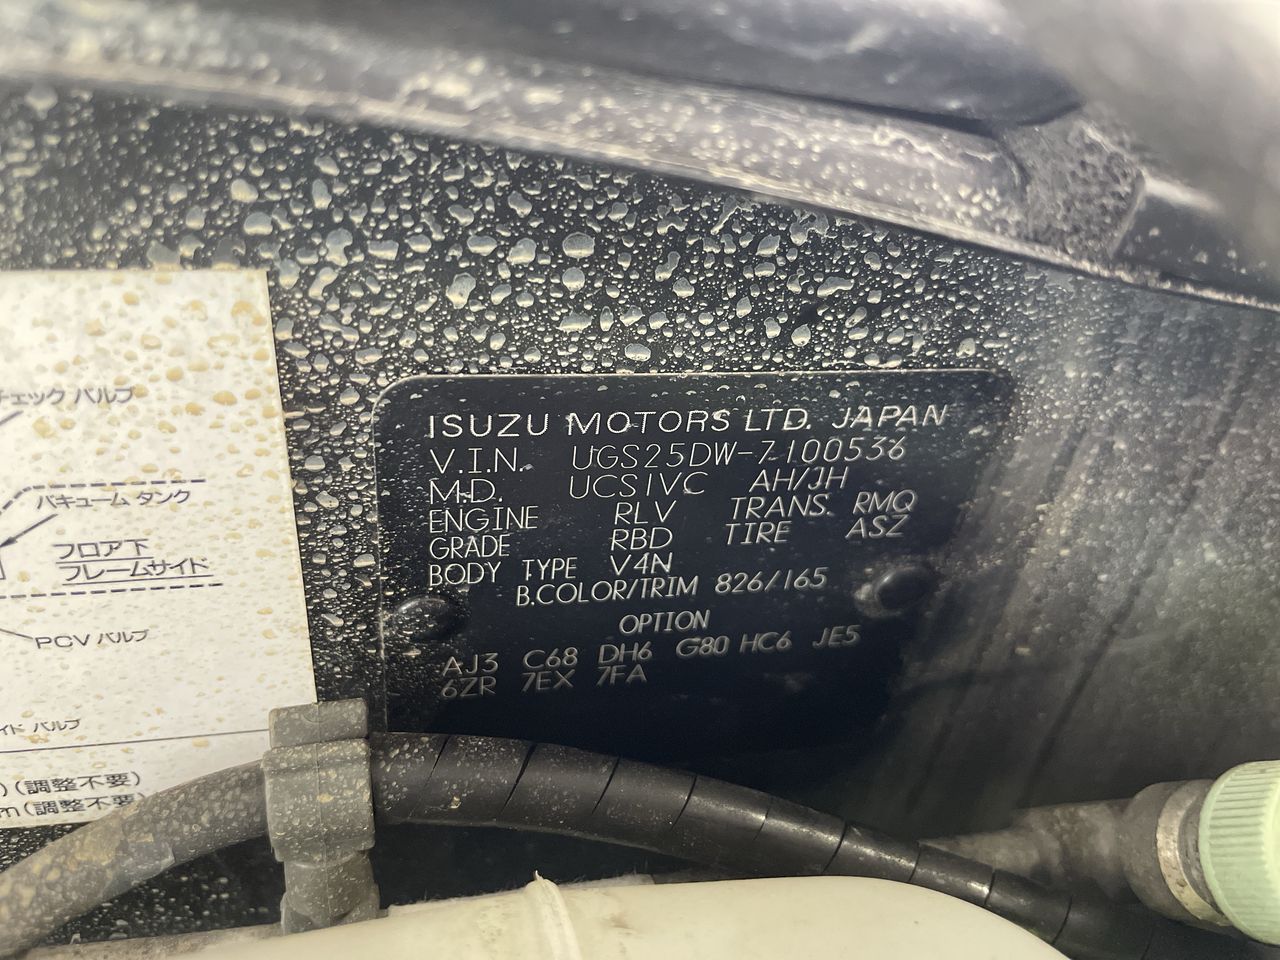 チェック バルブ
バキューム タンク
フロア下
フレームサイド
PCV バルブ
バルブ
(調整不要)
m (調整不要)
ISUZU MOTORS LTD. JAPAN
V.I.N. UGS25DW-7100536
M.D. UCS1VC AH/JH
ENGINE RLV TRANS. RMQ
GRADE RBD TIRE ASZ
BODY TYPE V4N
B.COLOR/TRIM 826/165
OPTION
AJ3 C68 DH6 G80 HC6 JE5
6ZR 7EX 7FA